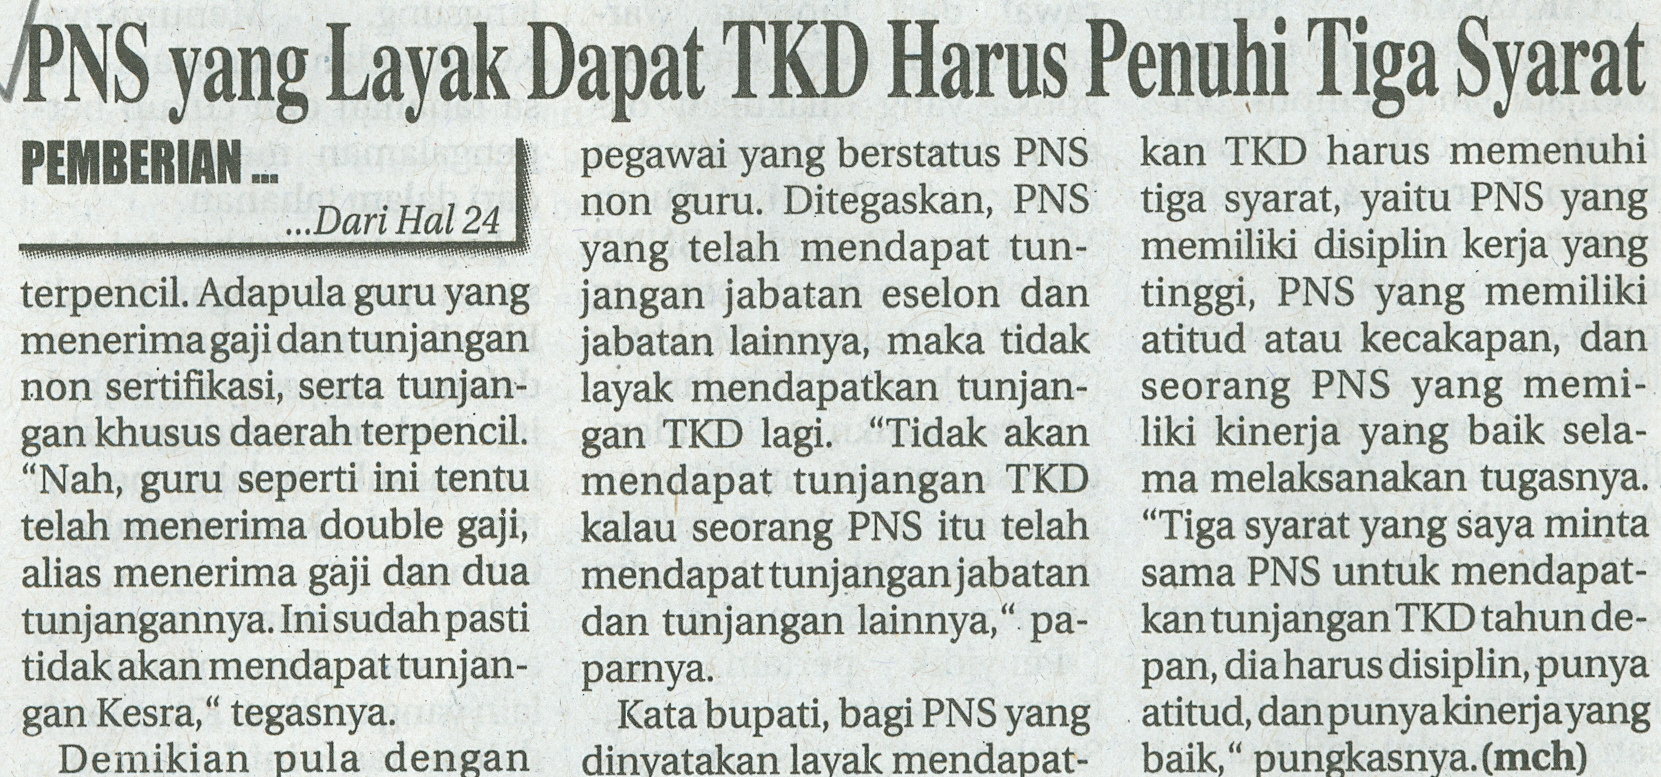 PNS yang Layak Dapat TKD Harus Penuhi Tiga Syarat
PEMBERIAN ...
...Dari Hal 24
terpencil. Adapula guru yang
menerima gaji dan tunjangan
non sertifikasi, serta tunjan-
gan khusus daerah terpencil.
“Nah, guru seperti ini tentu
telah menerima double gaji,
alias menerima gaji dan dua
tunjangannya. Ini sudah pasti
tidak akan mendapat tunjan-
gan Kesra,“ tegasnya.
Demikian pula dengan
pegawai yang berstatus PNS
non guru. Ditegaskan, PNS
yang telah mendapat tun-
jangan jabatan eselon dan
jabatan lainnya, maka tidak
layak mendapatkan tunjan-
gan TKD lagi. “Tidak akan
mendapat tunjangan TKD
kalau seorang PNS itu telah
mendapat tunjangan jabatan
dan tunjangan lainnya,“ pa-
parnya.
Kata bupati, bagi PNS yang
dinyatakan layak mendapat-
kan TKD harus memenuhi
tiga syarat, yaitu PNS yang
memiliki disiplin kerja yang
tinggi, PNS yang memiliki
atitud atau kecakapan, dan
seorang PNS yang memi-
liki kinerja yang baik sela-
ma melaksanakan tugasnya.
“Tiga syarat yang saya minta
sama PNS untuk mendapat-
kan tunjangan TKD tahun de-
pan, dia harus disiplin, punya
atitud, dan punya kinerja yang
baik,“ pungkasnya.(mch)